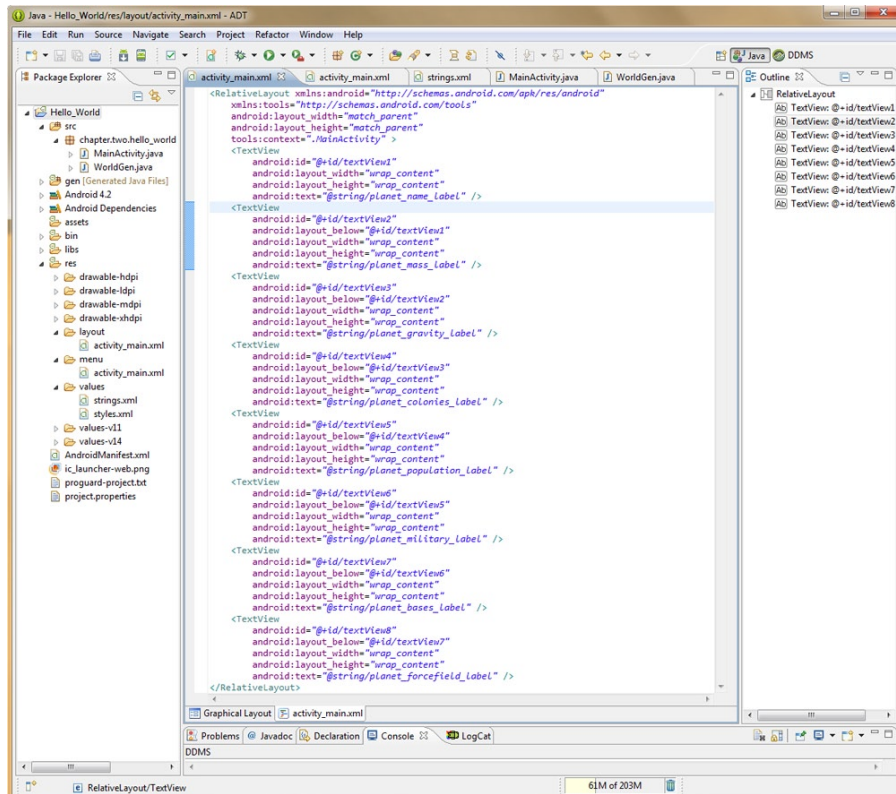 Java - Hello_World/res/layout/activity_main.xml - ADT
File Edit Run Source Navigate Search Project Refactor Window Help
Java DDMS
Package Explorer
Hello_World
src
chapter.two.hello_world
MainActivity.java
WorldGen.java
gen [Generated Java Files]
Android 4.2
Android Dependencies
assets
bin
libs
res
drawable-hdpi
drawable-ldpi
drawable-mdpi
drawable-xhdpi
layout
activity_main.xml
menu
activity_main.xml
values
strings.xml
styles.xml
values-v11
values-v14
AndroidManifest.xml
ic_launcher-web.png
proguard-project.txt
project.properties
activity_main.xml activity_main.xml strings.xml MainActivity.java WorldGen.java
<RelativeLayout xmlns:android="http://schemas.android.com/apk/res/android"
xmlns:tools="http://schemas.android.com/tools"
android:layout_width="match_parent"
android:layout_height="match_parent"
tools:context=".MainActivity" >
<TextView
android:id="@+id/textView1"
android:layout_width="wrap_content"
android:layout_height="wrap_content"
android:text="@string/planet_name_label" />
<TextView
android:id="@+id/textView2"
android:layout_below="@+id/textView1"
android:layout_width="wrap_content"
android:layout_height="wrap_content"
android:text="@string/planet_mass_label" />
<TextView
android:id="@+id/textView3"
android:layout_below="@+id/textView2"
android:layout_width="wrap_content"
android:layout_height="wrap_content"
android:text="@string/planet_gravity_label" />
<TextView
android:id="@+id/textView4"
android:layout_below="@+id/textView3"
android:layout_width="wrap_content"
android:layout_height="wrap_content"
android:text="@string/planet_colonies_label" />
<TextView
android:id="@+id/textView5"
android:layout_below="@+id/textView4"
android:layout_width="wrap_content"
android:layout_height="wrap_content"
android:text="@string/planet_population_label" />
<TextView
android:id="@+id/textView6"
android:layout_below="@+id/textView5"
android:layout_width="wrap_content"
android:layout_height="wrap_content"
android:text="@string/planet_military_label" />
<TextView
android:id="@+id/textView7"
android:layout_below="@+id/textView6"
android:layout_width="wrap_content"
android:layout_height="wrap_content"
android:text="@string/planet_bases_label" />
<TextView
android:id="@+id/textView8"
android:layout_below="@+id/textView7"
android:layout_width="wrap_content"
android:layout_height="wrap_content"
android:text="@string/planet_forcefield_label" />
</RelativeLayout>
Graphical Layout activity_main.xml
Outline
RelativeLayout
TextView: @+id/textView1
TextView: @+id/textView2
TextView: @+id/textView3
TextView: @+id/textView4
TextView: @+id/textView5
TextView: @+id/textView6
TextView: @+id/textView7
TextView: @+id/textView8
Problems Javadoc Declaration Console LogCat
DDMS
RelativeLayout/TextView
61M of 203M